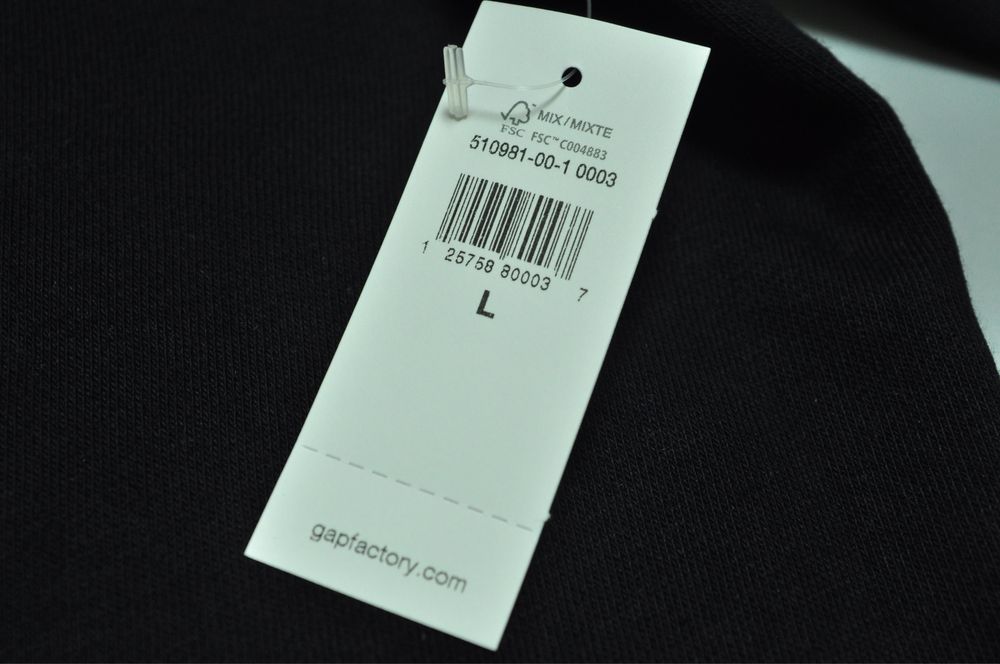 MIX / MIXTE
FSC FSC™ C004883
510981-00-1 0003
1 25758 80003 7
L
gapfactory.com